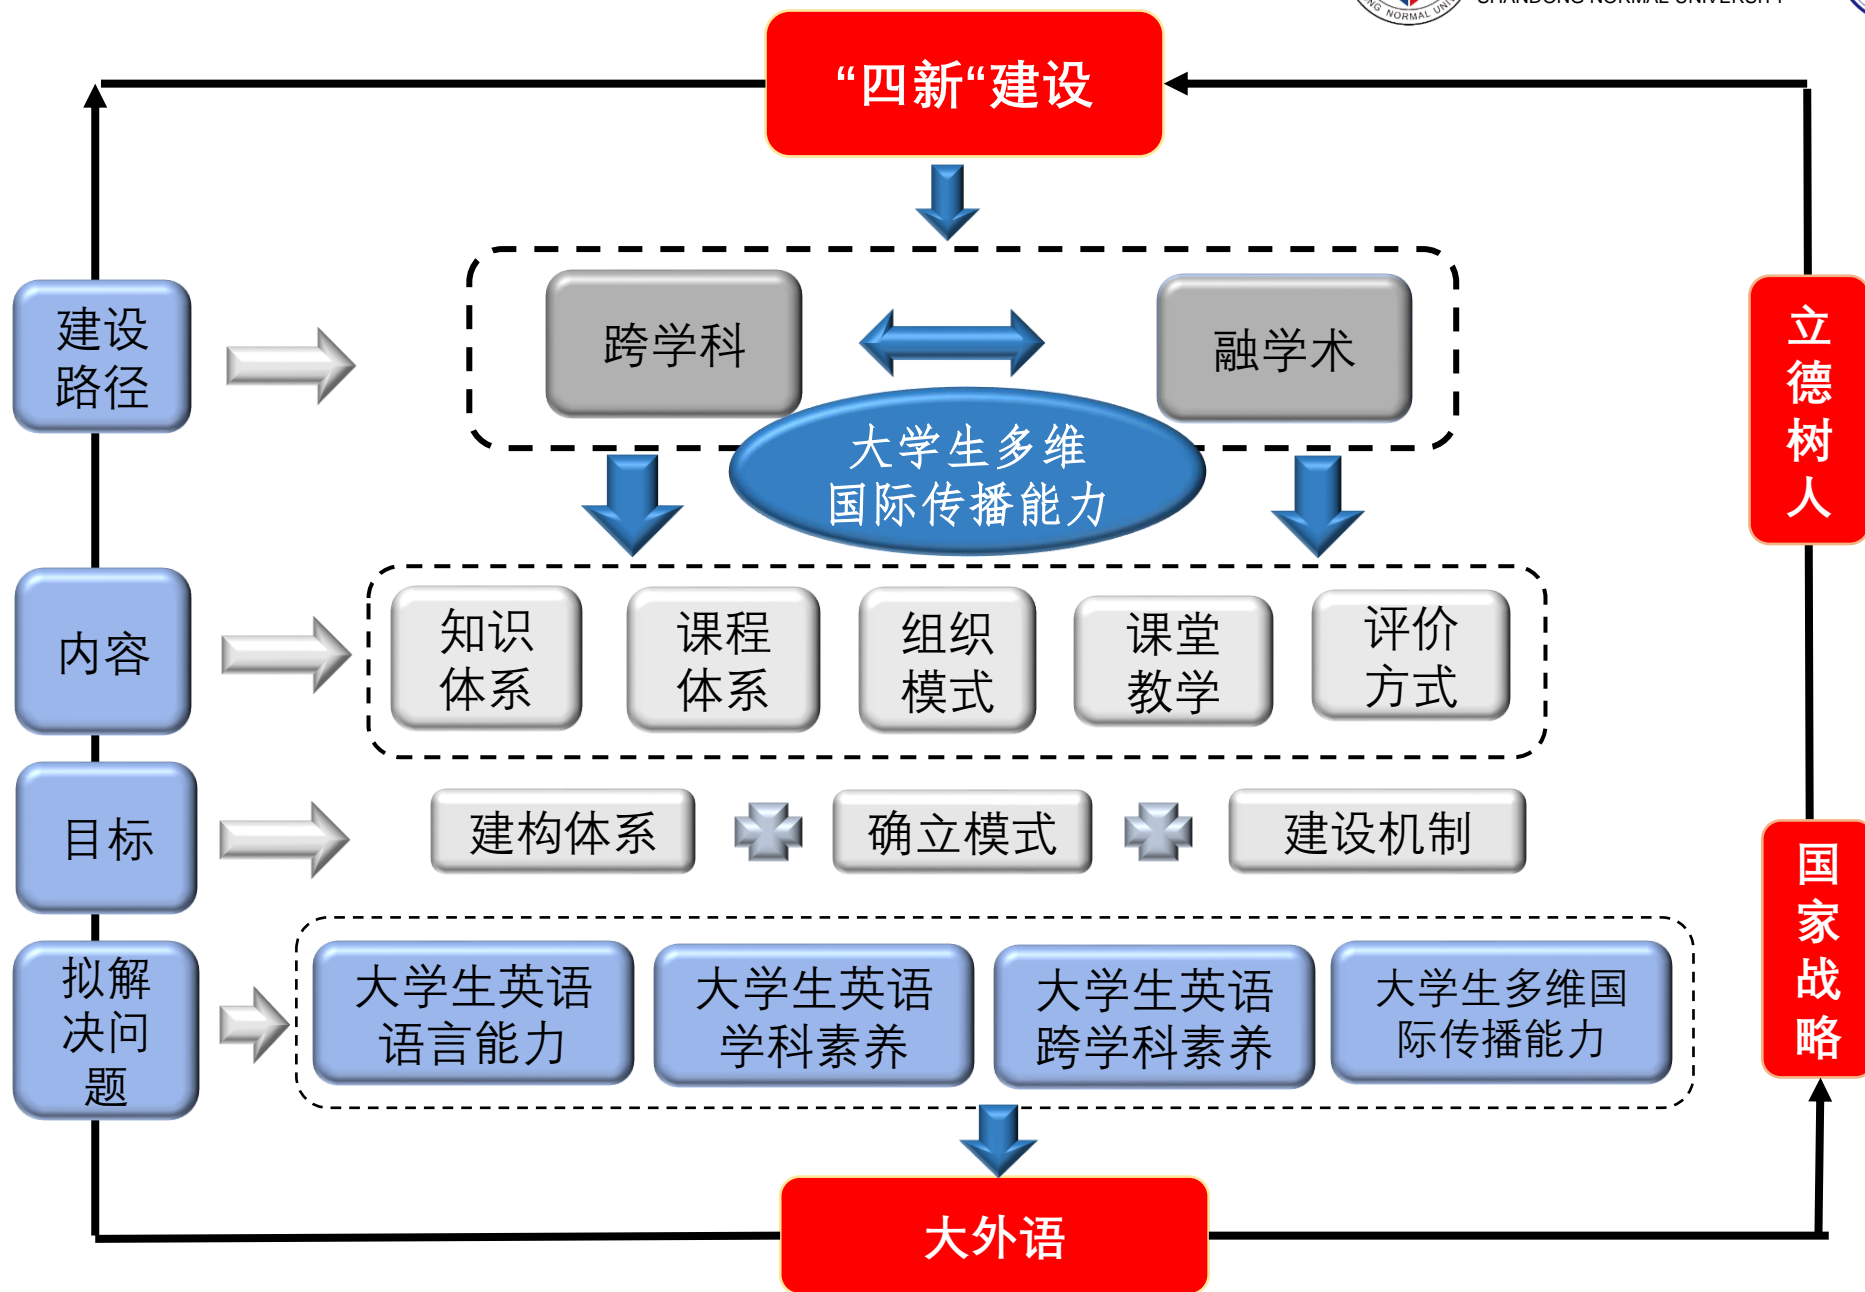 NG NORMAL UNI
SHANDONG NORMAL UNIVERSITY
“四新“建设
建设
路径
跨学科
融学术
大学生多维
国际传播能力
立
德
树
人
内容
知识
体系
课程
体系
组织
模式
课堂
教学
评价
方式
目标
建构体系
确立模式
建设机制
国
家
战
略
拟解
决问
题
大学生英语
语言能力
大学生英语
学科素养
大学生英语
跨学科素养
大学生多维国
际传播能力
大外语